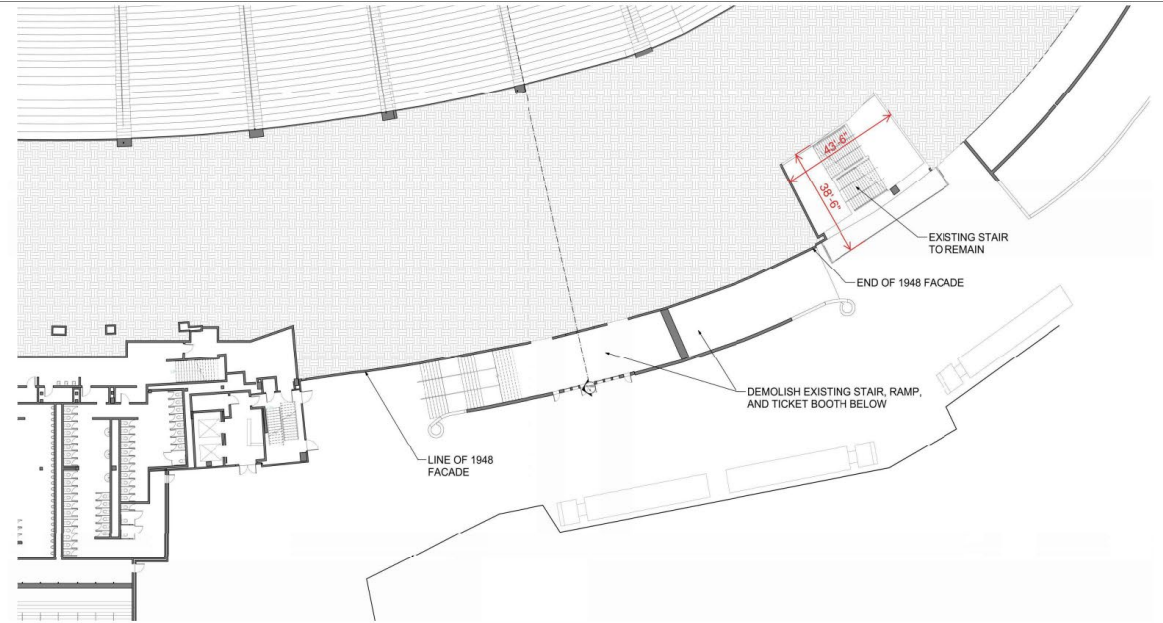 43'-6"
38'-6"
EXISTING STAIR
TO REMAIN
END OF 1948 FACADE
DEMOLISH EXISTING STAIR, RAMP,
AND TICKET BOOTH BELOW
LINE OF 1948
FACADE